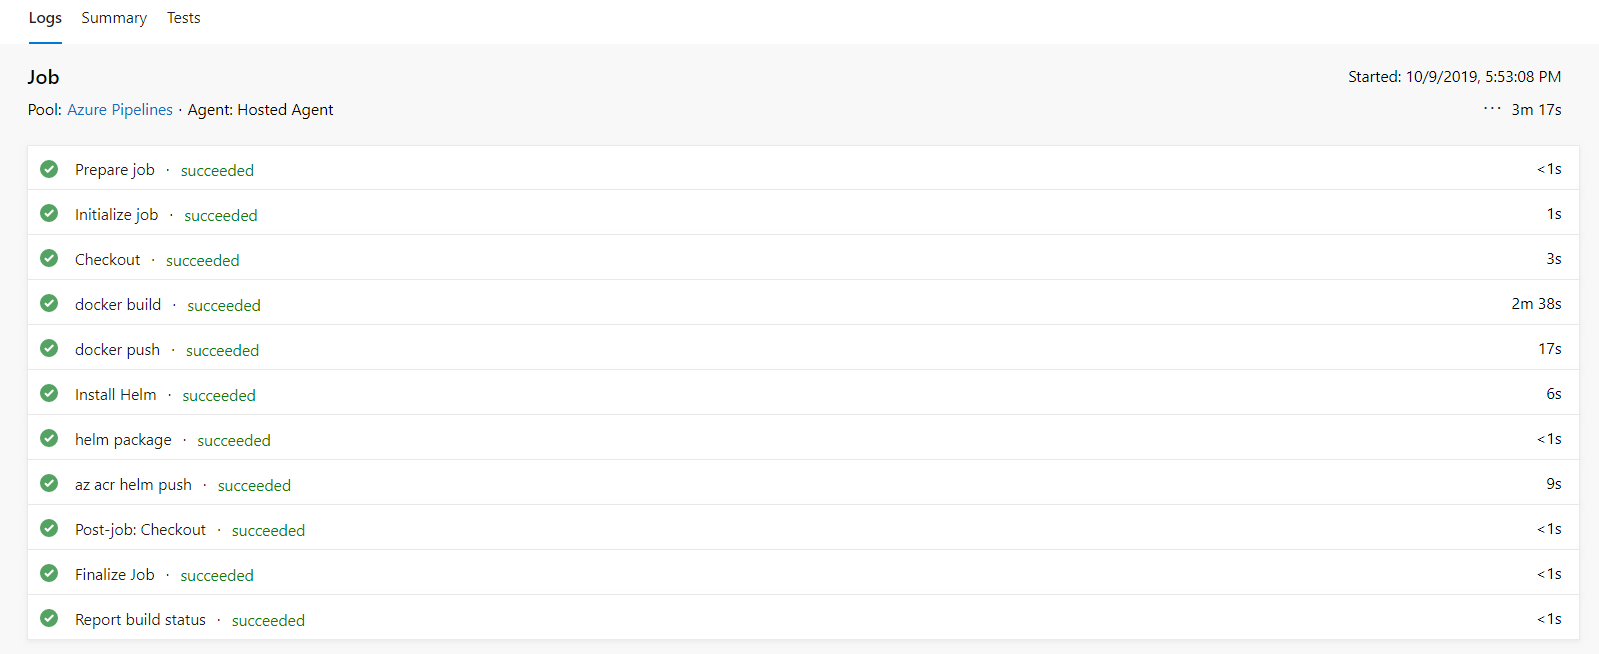 Logs Summary Tests
Job Started: 10/9/2019, 5:53:08 PM
Pool: Azure Pipelines · Agent: Hosted Agent ··· 3m 17s
Prepare job · succeeded <1s
Initialize job · succeeded 1s
Checkout · succeeded 3s
docker build · succeeded 2m 38s
docker push · succeeded 17s
Install Helm · succeeded 6s
helm package · succeeded <1s
az acr helm push · succeeded 9s
Post-job: Checkout · succeeded <1s
Finalize Job · succeeded <1s
Report build status · succeeded <1s